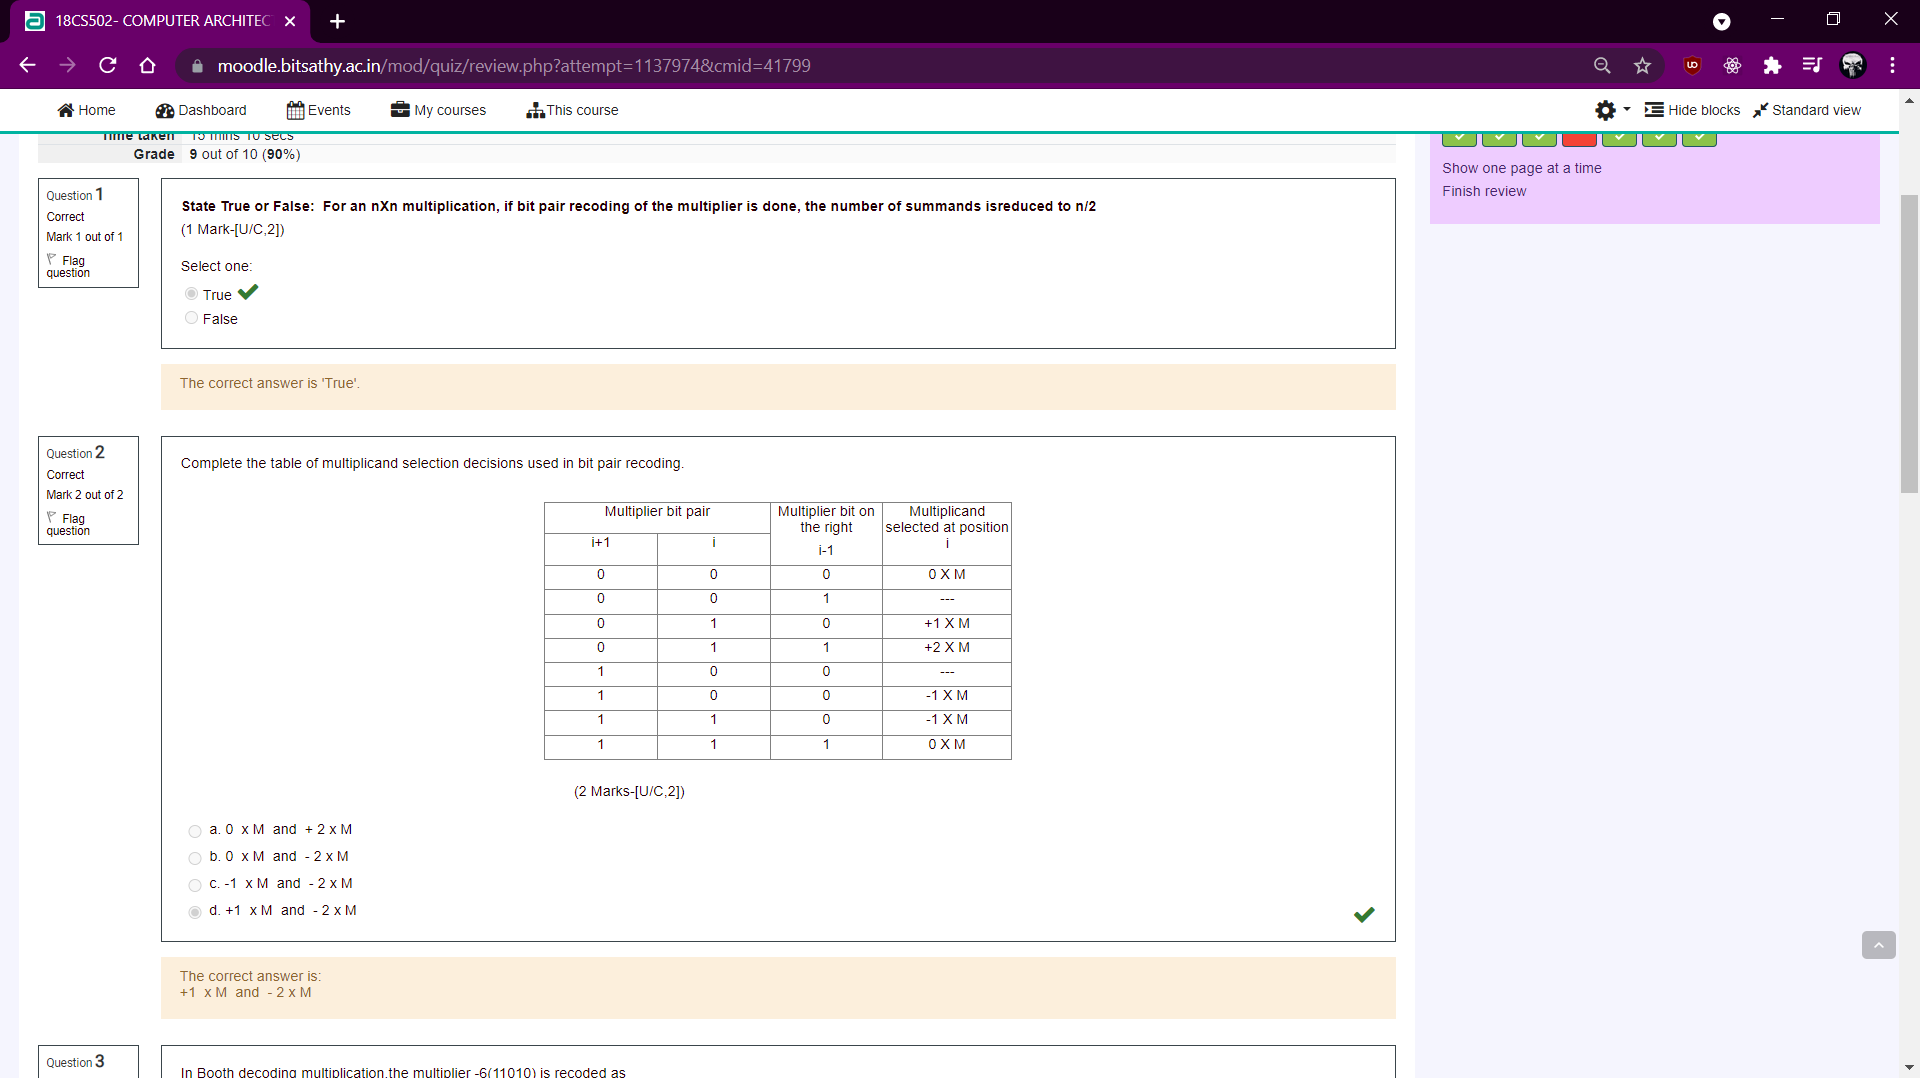 18CS502- COMPUTER ARCHITEC
moodle.bitsathy.ac.in/mod/quiz/review.php?attempt=1137974&cmid=41799
Home Dashboard Events My courses This course Hide blocks Standard view
Time taken 15 mins 10 secs
Grade 9 out of 10 (90%)
Show one page at a time
Finish review
Question 1
Correct
Mark 1 out of 1
Flag
question
State True or False: For an nXn multiplication, if bit pair recoding of the multiplier is done, the number of summands isreduced to n/2
(1 Mark-[U/C,2])
Select one:
True
False
The correct answer is 'True'.
Question 2
Correct
Mark 2 out of 2
Flag
question
Complete the table of multiplicand selection decisions used in bit pair recoding.
Multiplier bit pair Multiplier bit on Multiplicand
the right selected at position
i+1 i i-1 i
0 0 0 0 X M
0 0 1 ---
0 1 0 +1 X M
0 1 1 +2 X M
1 0 0 ---
1 0 0 -1 X M
1 1 0 -1 X M
1 1 1 0 X M
(2 Marks-[U/C,2])
a. 0 x M and + 2 x M
b. 0 x M and - 2 x M
c. -1 x M and - 2 x M
d. +1 x M and - 2 x M
The correct answer is:
+1 x M and - 2 x M
Question 3
In Booth decoding multiplication,the multiplier -6(11010) is recoded as